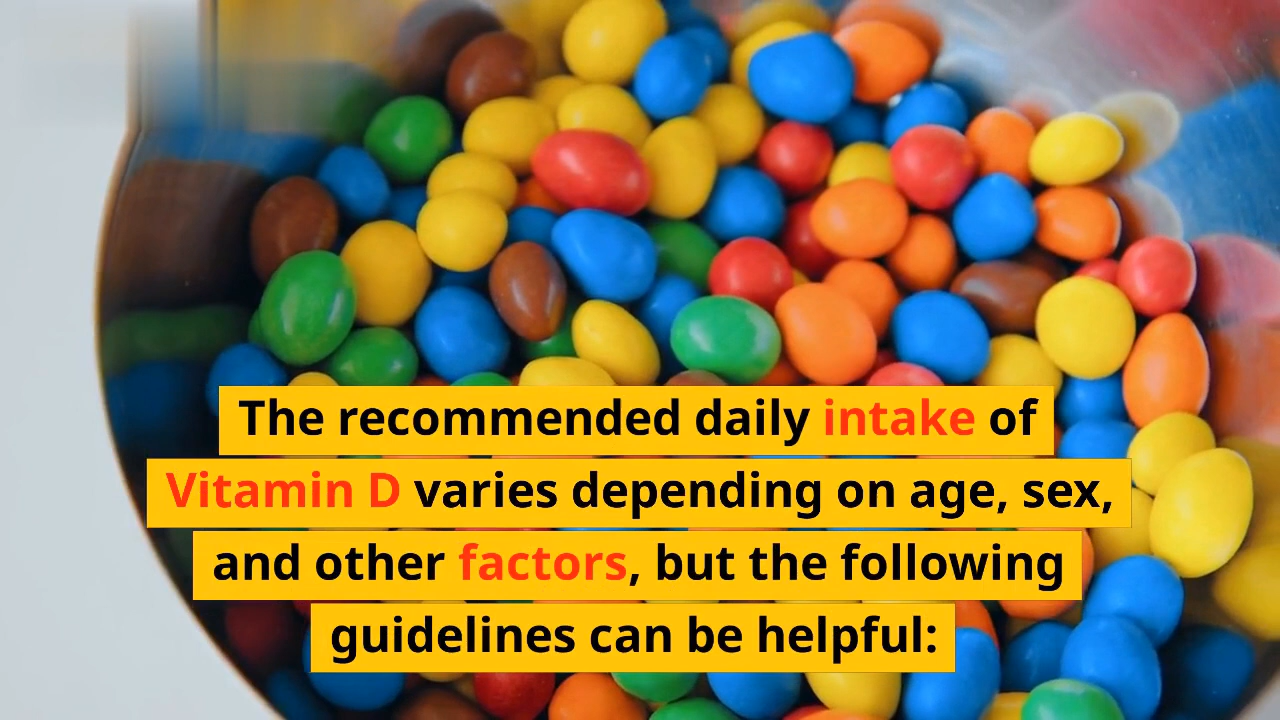 The recommended daily intake of
Vitamin D varies depending on age, sex,
and other factors, but the following
guidelines can be helpful: